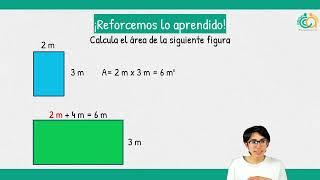 ¡Reforcemos lo aprendido!
Calcula el área de la siguiente figura
2 m
3 m
A= 2 m x 3 m = 6 m²
2 m + 4 m = 6 m
3 m